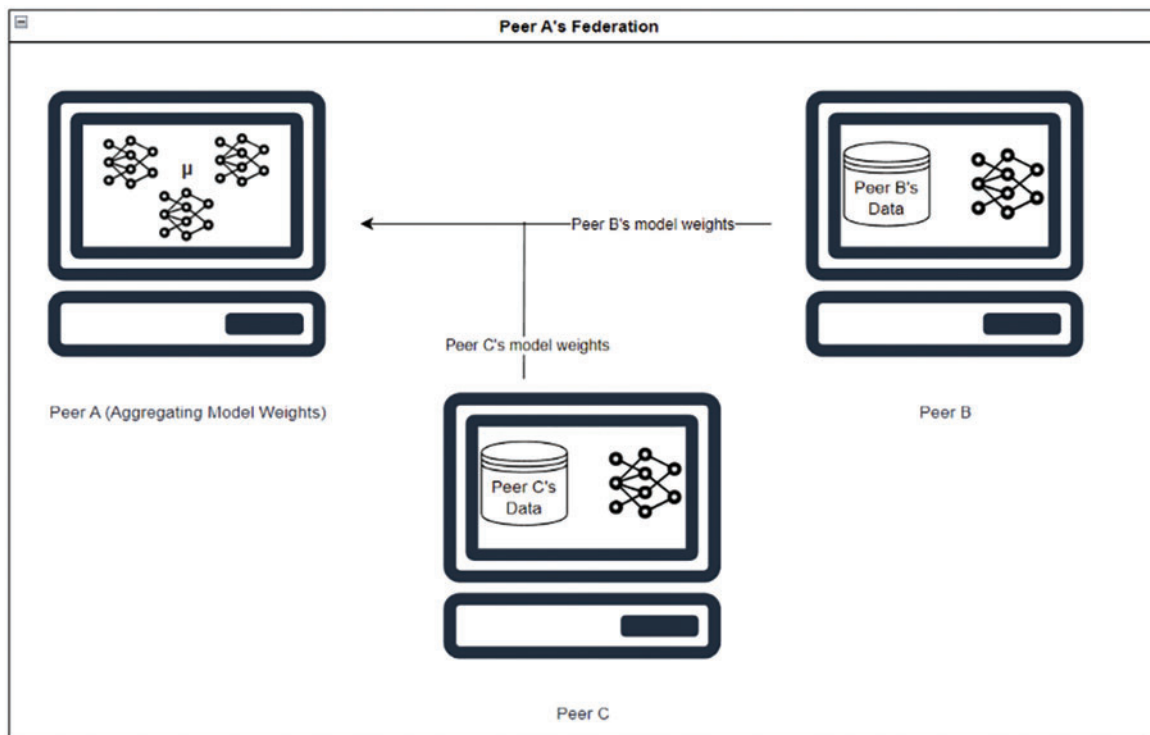 Peer A's Federation
μ
Peer B's
Data
Peer B's model weights
Peer C's model weights
Peer A (Aggregating Model Weights)
Peer B
Peer C's
Data
Peer C